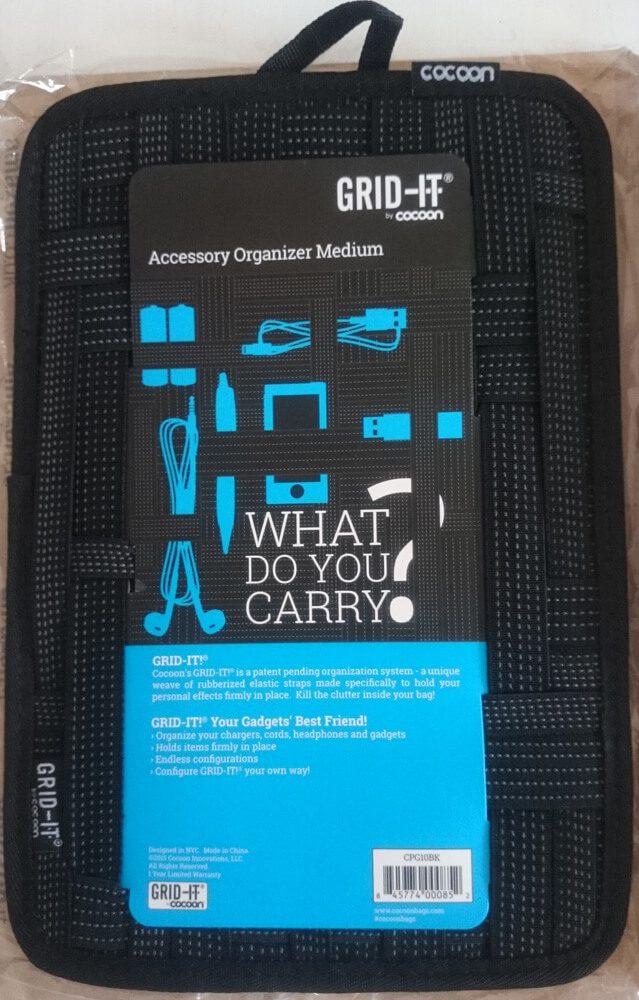 COCOON
GRID-IT®
by COCOON
Accessory Organizer Medium
WHAT
DO YOU
CARRY?
GRID-IT!®
Cocoon's GRID-IT!® is a patent pending organization system - a unique
weave of rubberized elastic straps made specifically to hold your
personal effects firmly in place. Kill the clutter inside your bag!
GRID-IT!® Your Gadgets' Best Friend!
› Organize your chargers, cords, headphones and gadgets
› Holds items firmly in place
› Endless configurations
› Configure GRID-IT!® your own way!
GRID-IT®
by COCOON
Designed in NYC. Made in China.
©2015 Cocoon Innovations, LLC.
All Rights Reserved.
1 Year Limited Warranty
GRID-IT®
by COCOON
CPG10BK
8 45774 00085 2
www.cocoonbags.com
#cocoonbags